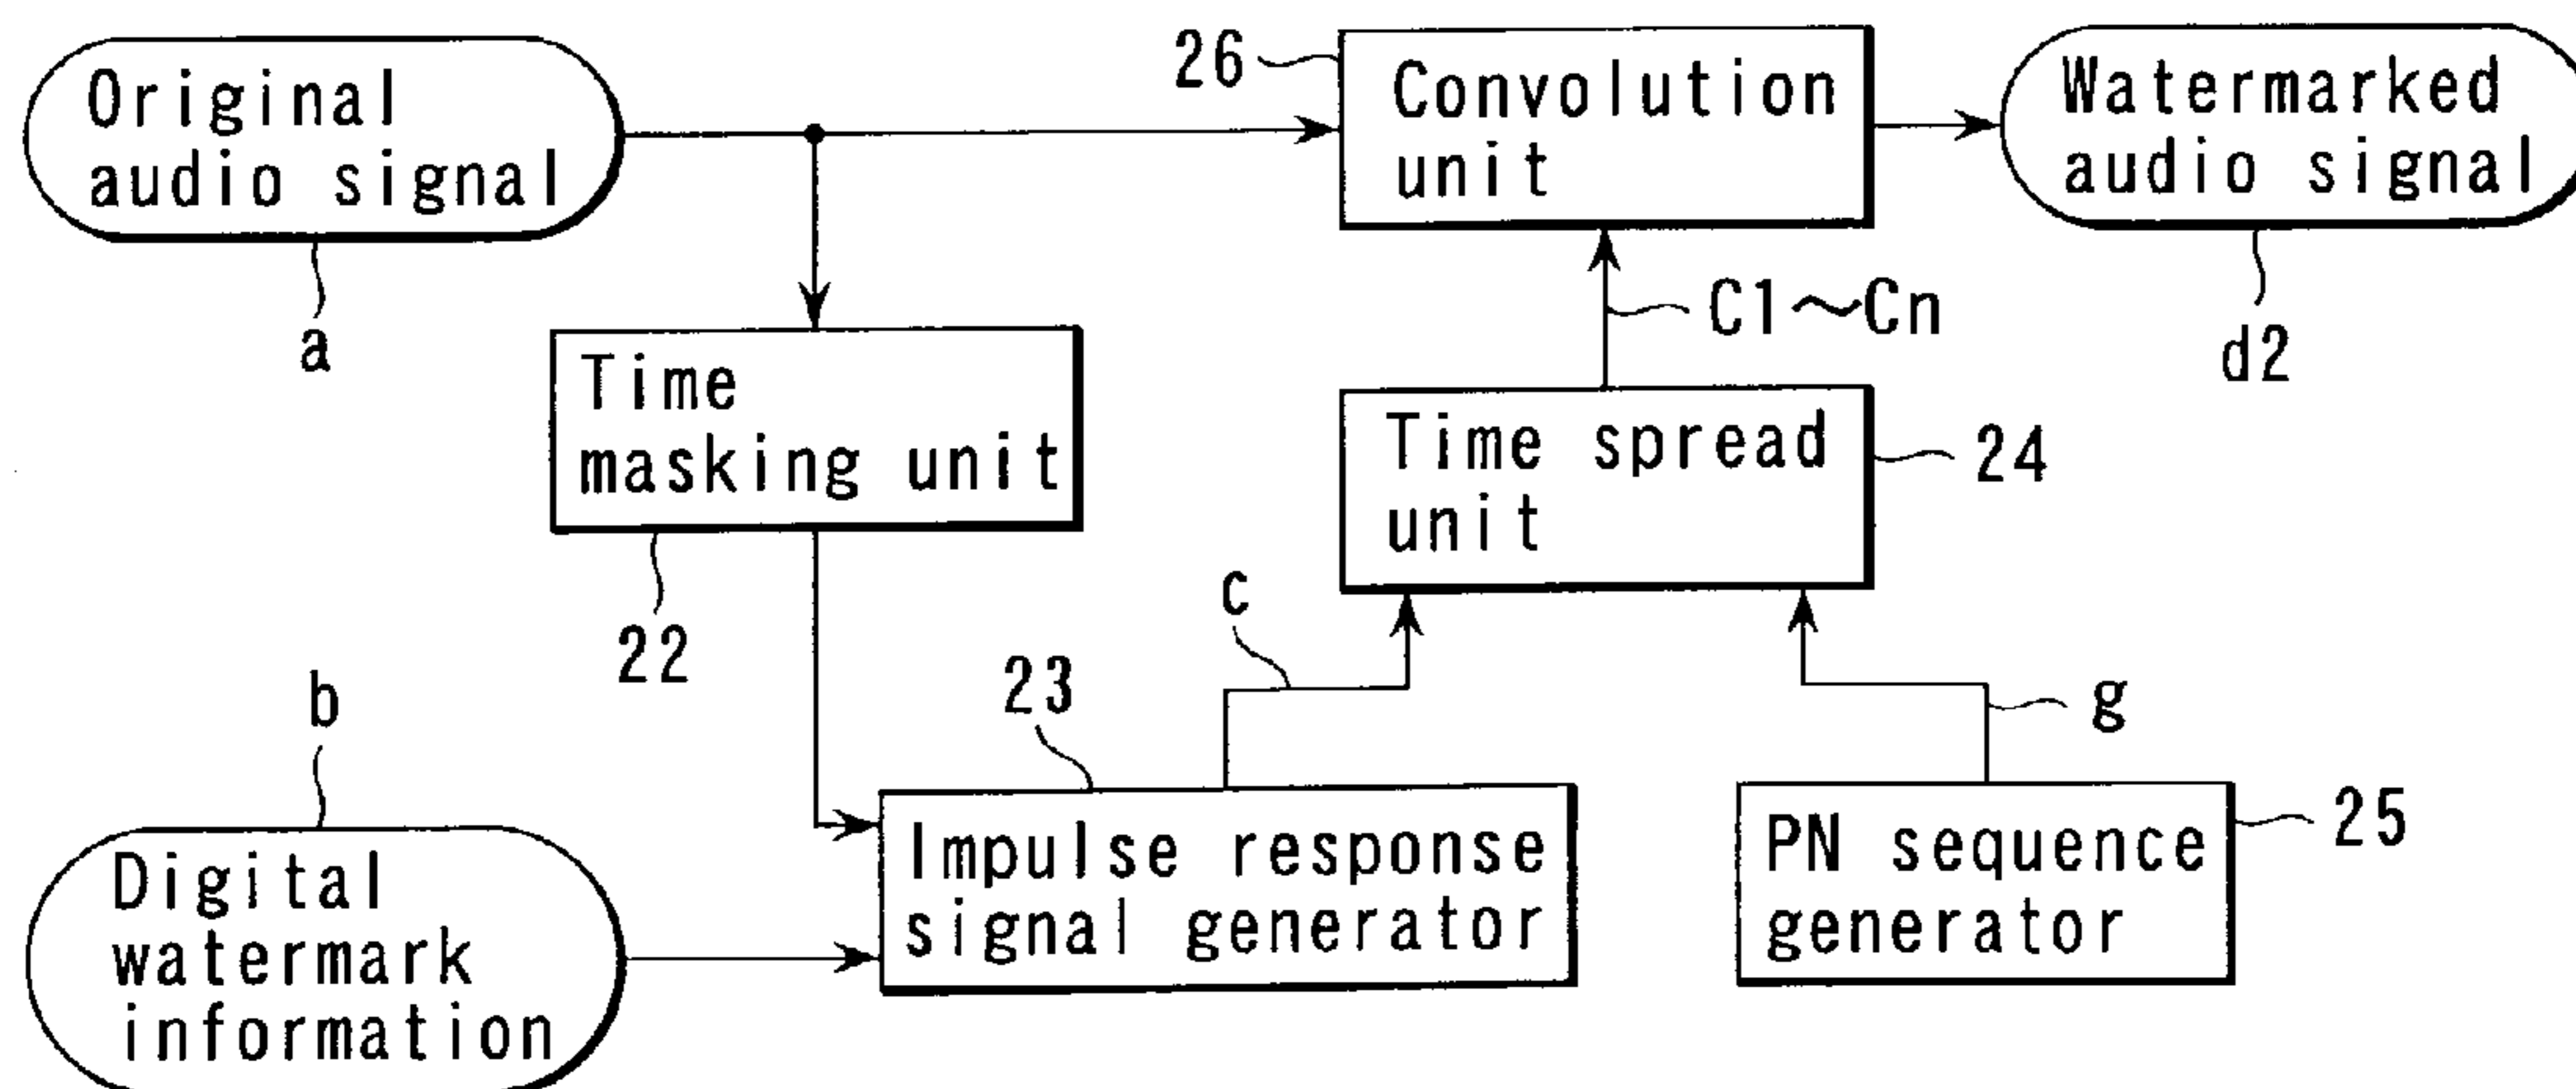 Original
audio signal
a
26
Convolution
unit
Watermarked
audio signal
d2
C1～Cn
Time
masking unit
22
Time spread
unit
24
c
g
b
Digital
watermark
information
23
Impulse response
signal generator
PN sequence
generator
25